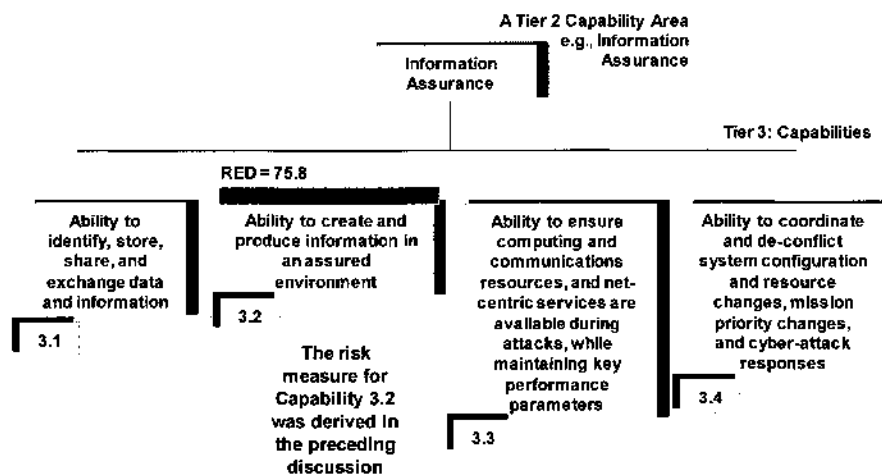 A Tier 2 Capability Area
e.g., Information
Assurance
Information
Assurance
Tier 3: Capabilities
RED = 75.8
Ability to
identify, store,
share, and
exchange data
and information
3.1
Ability to create and
produce information in
an assured
environment
3.2
The risk
measure for
Capability 3.2
was derived in
the preceding
discussion
Ability to ensure
computing and
communications
resources, and net-
centric services are
available during
attacks, while
maintaining key
performance
parameters
3.3
Ability to coordinate
and de-conflict
system configuration
and resource
changes, mission
priority changes,
and cyber-attack
responses
3.4